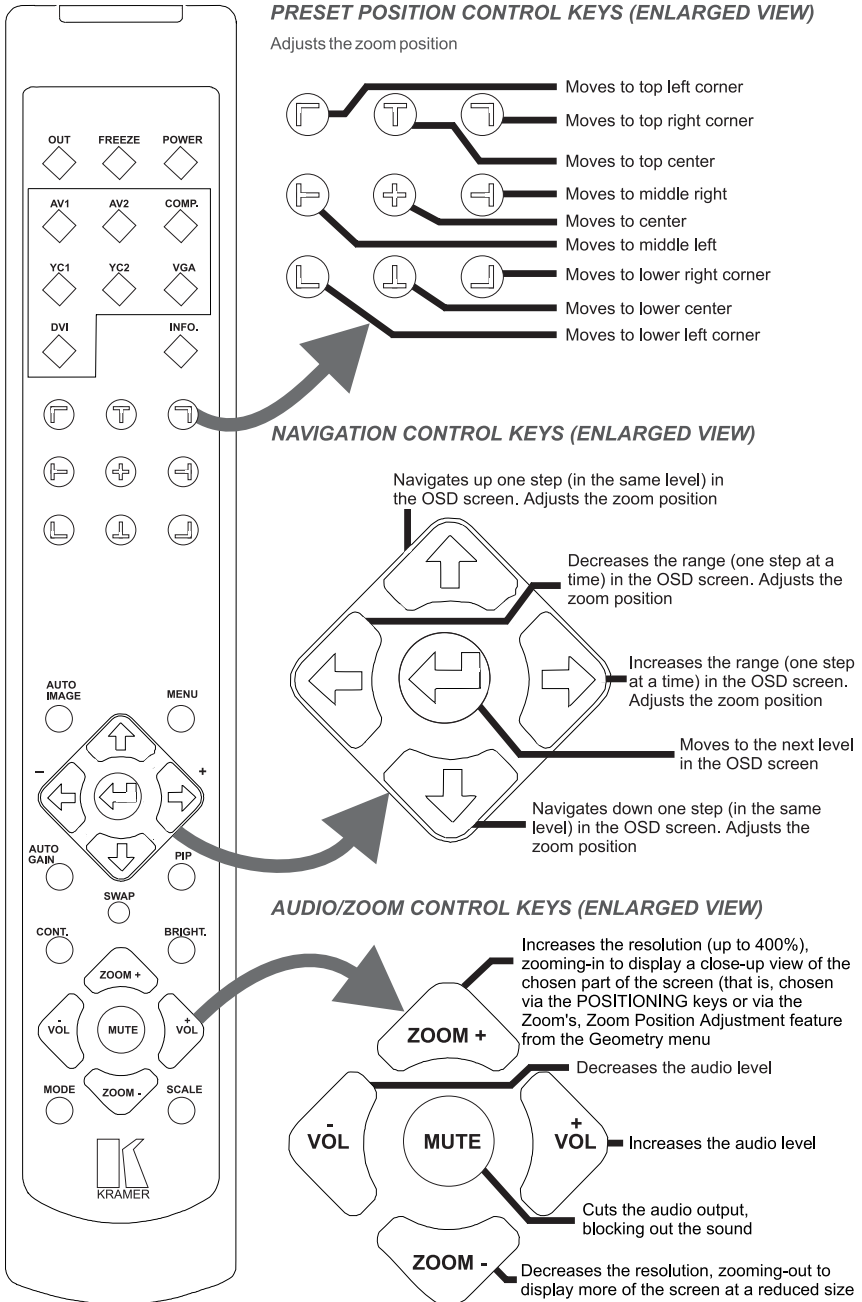 PRESET POSITION CONTROL KEYS (ENLARGED VIEW)
Adjusts the zoom position
Moves to top left corner
Moves to top right corner
Moves to top center
Moves to middle right
Moves to center
Moves to middle left
Moves to lower right corner
Moves to lower center
Moves to lower left corner
OUT FREEZE POWER
AV1 AV2 COMP.
YC1 YC2 VGA
DVI INFO.
AUTO
IMAGE
MENU
- +
AUTO
GAIN
PIP
SWAP
CONT. BRIGHT.
ZOOM +
-
VOL
MUTE
+
VOL
MODE ZOOM - SCALE
KRAMER
NAVIGATION CONTROL KEYS (ENLARGED VIEW)
Navigates up one step (in the same level) in
the OSD screen. Adjusts the zoom position
Decreases the range (one step at a
time) in the OSD screen. Adjusts the
zoom position
Increases the range (one step
at a time) in the OSD screen.
Adjusts the zoom position
Moves to the next level
in the OSD screen
Navigates down one step (in the same
level) in the OSD screen. Adjusts the
zoom position
AUDIO/ZOOM CONTROL KEYS (ENLARGED VIEW)
Increases the resolution (up to 400%),
zooming-in to display a close-up view of the
chosen part of the screen (that is, chosen
via the POSITIONING keys or via the
Zoom's, Zoom Position Adjustment feature
from the Geometry menu
ZOOM +
Decreases the audio level
-
VOL
MUTE
+
VOL
Increases the audio level
Cuts the audio output,
blocking out the sound
ZOOM -
Decreases the resolution, zooming-out to
display more of the screen at a reduced size